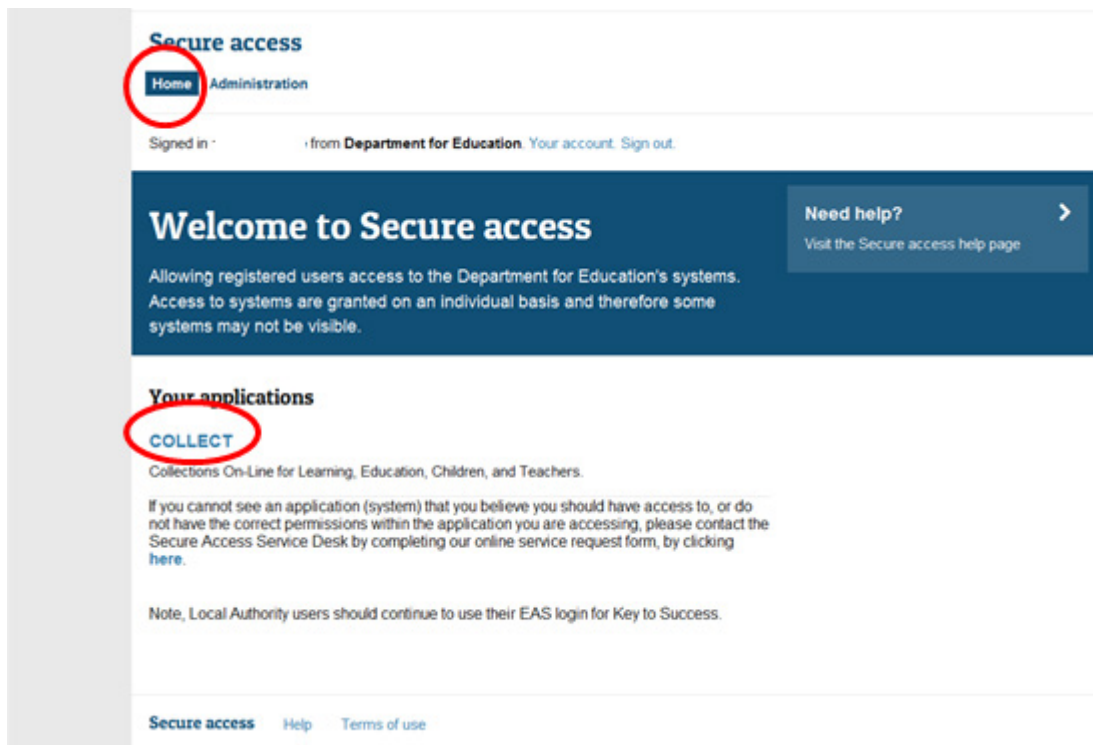 Secure access
Home Administration
Signed in from Department for Education. Your account. Sign out.
Welcome to Secure access
Allowing registered users access to the Department for Education's systems.
Access to systems are granted on an individual basis and therefore some
systems may not be visible.
Need help?
Visit the Secure access help page
Your applications
COLLECT
Collections On-Line for Learning, Education, Children, and Teachers.
If you cannot see an application (system) that you believe you should have access to, or do
not have the correct permissions within the application you are accessing, please contact the
Secure Access Service Desk by completing our online service request form, by clicking
here.
Note, Local Authority users should continue to use their EAS login for Key to Success.
Secure access Help Terms of use